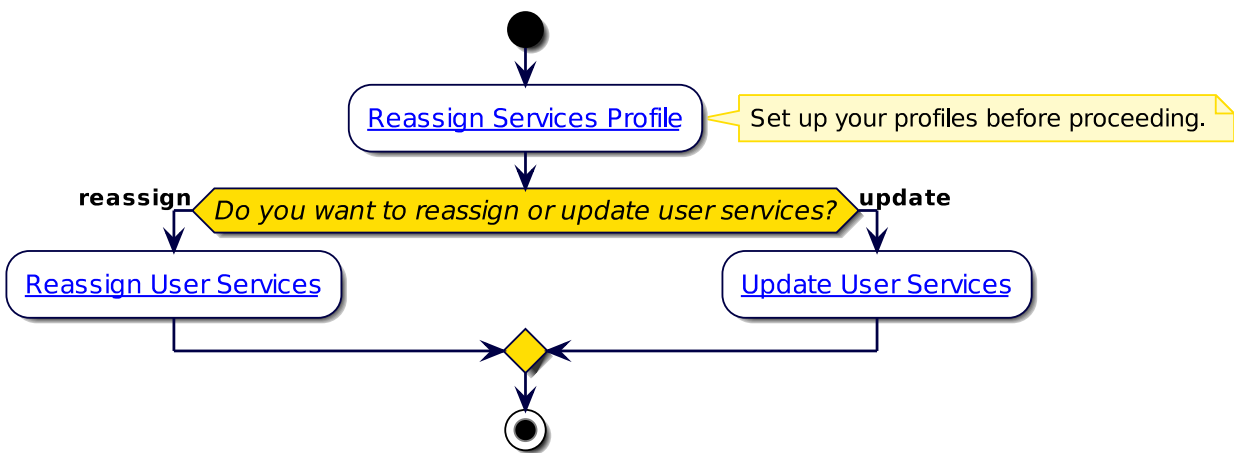 Reassign Services Profile
Set up your profiles before proceeding.
reassign
Do you want to reassign or update user services?
update
Reassign User Services
Update User Services